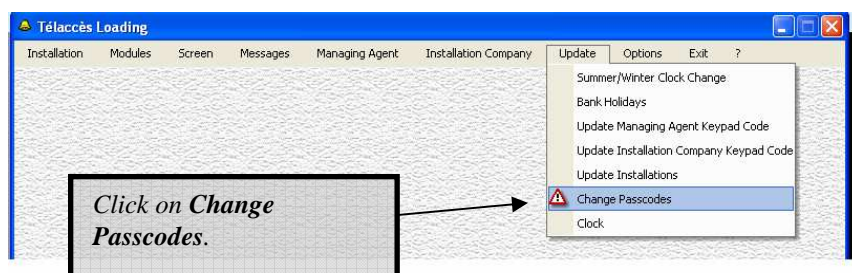 Télaccès Loading
Installation Modules Screen Messages Managing Agent Installation Company Update Options Exit ?
Summer/Winter Clock Change
Bank Holidays
Update Managing Agent Keypad Code
Update Installation Company Keypad Code
Update Installations
Change Passcodes
Clock
Click on Change
Passcodes.